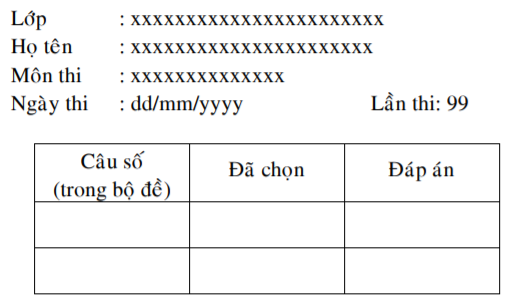 Lớp : xxxxxxxxxxxxxxxxxxxxxxx
Họ tên : xxxxxxxxxxxxxxxxxxxxxx
Môn thi : xxxxxxxxxxxxxx
Ngày thi : dd/mm/yyyy Lần thi: 99
Câu số (trong bộ đề) Đã chọn Đáp án